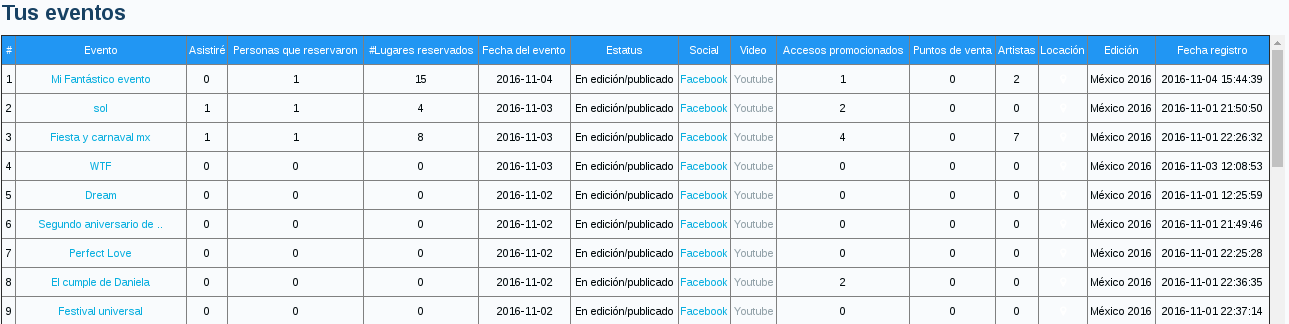 Tus eventos
# Evento Asistiré Personas que reservaron #Lugares reservados Fecha del evento Estatus Social Video Accesos promocionados Puntos de venta Artistas Locación Edición Fecha registro
1 Mi Fantástico evento 0 1 15 2016-11-04 En edición/publicado Facebook Youtube 1 0 2 México 2016 2016-11-04 15:44:39
2 sol 1 1 4 2016-11-03 En edición/publicado Facebook Youtube 2 0 0 México 2016 2016-11-01 21:50:50
3 Fiesta y carnaval mx 1 1 8 2016-11-03 En edición/publicado Facebook Youtube 4 0 7 México 2016 2016-11-01 22:26:32
4 WTF 0 0 0 2016-11-03 En edición/publicado Facebook Youtube 0 0 0 México 2016 2016-11-03 12:08:53
5 Dream 0 0 0 2016-11-02 En edición/publicado Facebook Youtube 0 0 0 México 2016 2016-11-01 12:25:59
6 Segundo aniversario de .. 0 0 0 2016-11-02 En edición/publicado Facebook Youtube 0 0 0 México 2016 2016-11-01 21:49:46
7 Perfect Love 0 0 0 2016-11-02 En edición/publicado Facebook Youtube 0 0 0 México 2016 2016-11-01 22:25:28
8 El cumple de Daniela 0 0 0 2016-11-02 En edición/publicado Facebook Youtube 2 0 0 México 2016 2016-11-01 22:36:35
9 Festival universal 0 0 0 2016-11-02 En edición/publicado Facebook Youtube 0 0 0 México 2016 2016-11-01 22:37:14